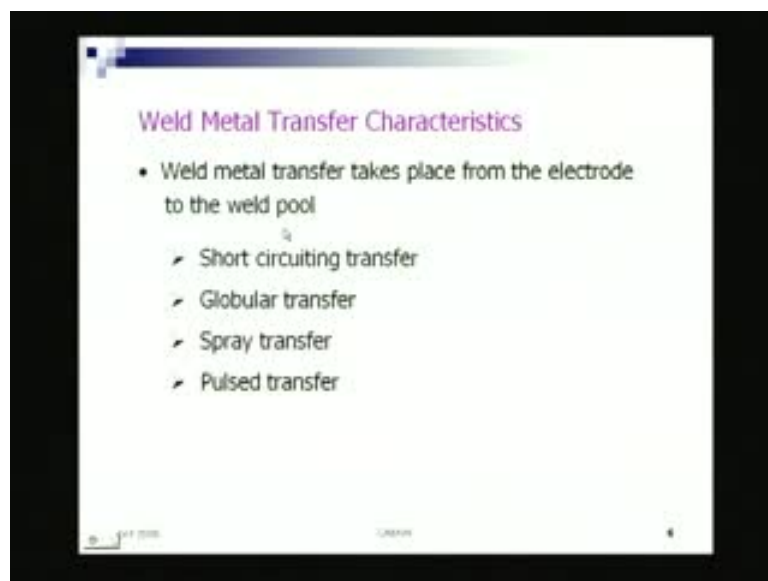 Weld Metal Transfer Characteristics
• Weld metal transfer takes place from the electrode
to the weld pool
➢ Short circuiting transfer
➢ Globular transfer
➢ Spray transfer
➢ Pulsed transfer